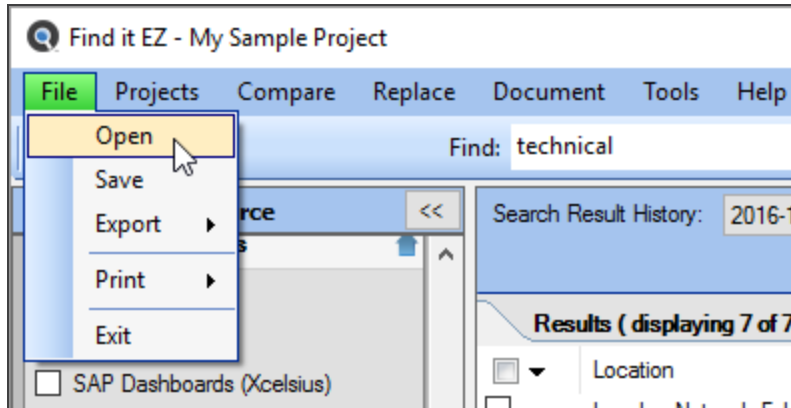 Find it EZ - My Sample Project
File Projects Compare Replace Document Tools Help
Open
Find: technical
Save
rce <<
Search Result History: 2016-1
Export
s
Print
Exit
Results ( displaying 7 of 7
Location
SAP Dashboards (Xcelsius)